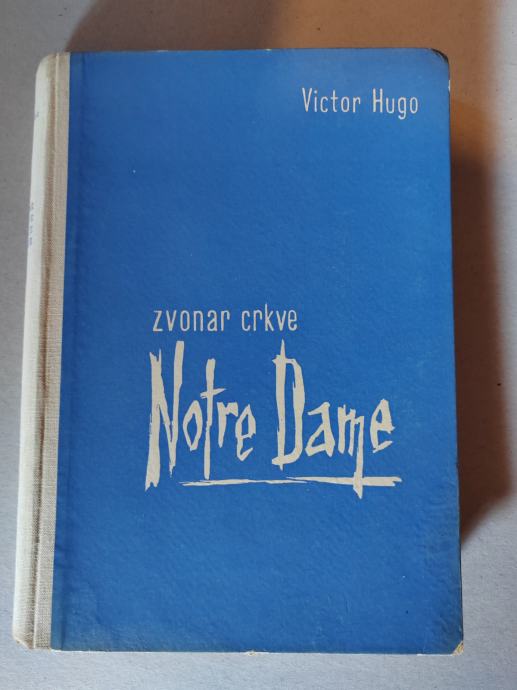 Victor Hugo
zvonar crkve
Notre Dame